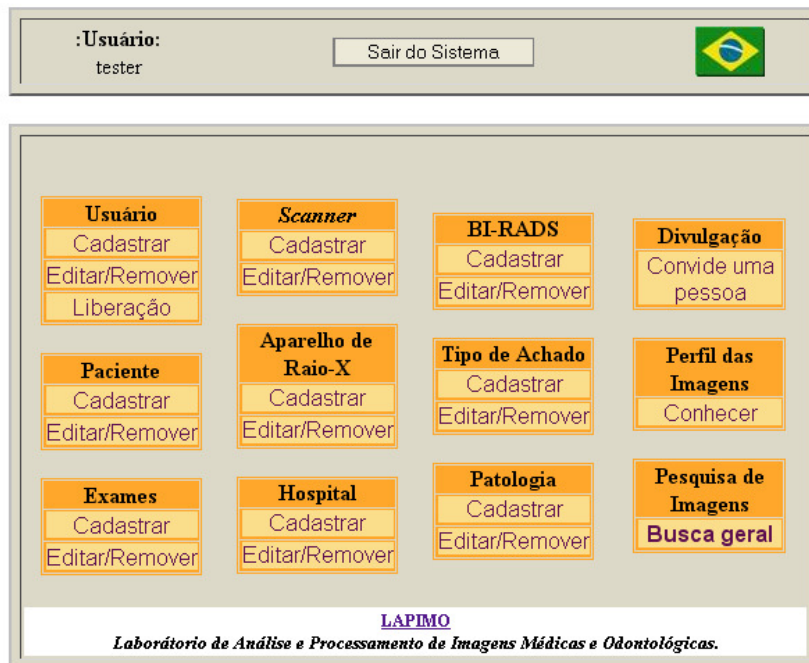 :Usuário:
tester
Sair do Sistema
Usuário
Cadastrar
Editar/Remover
Liberação
Paciente
Cadastrar
Editar/Remover
Exames
Cadastrar
Editar/Remover
Scanner
Cadastrar
Editar/Remover
Aparelho de
Raio-X
Cadastrar
Editar/Remover
Hospital
Cadastrar
Editar/Remover
BI-RADS
Cadastrar
Editar/Remover
Tipo de Achado
Cadastrar
Editar/Remover
Patologia
Cadastrar
Editar/Remover
Divulgação
Convide uma
pessoa
Perfil das
Imagens
Conhecer
Pesquisa de
Imagens
Busca geral
LAPIMO
Laborátorio de Análise e Processamento de Imagens Médicas e Odontológicas.